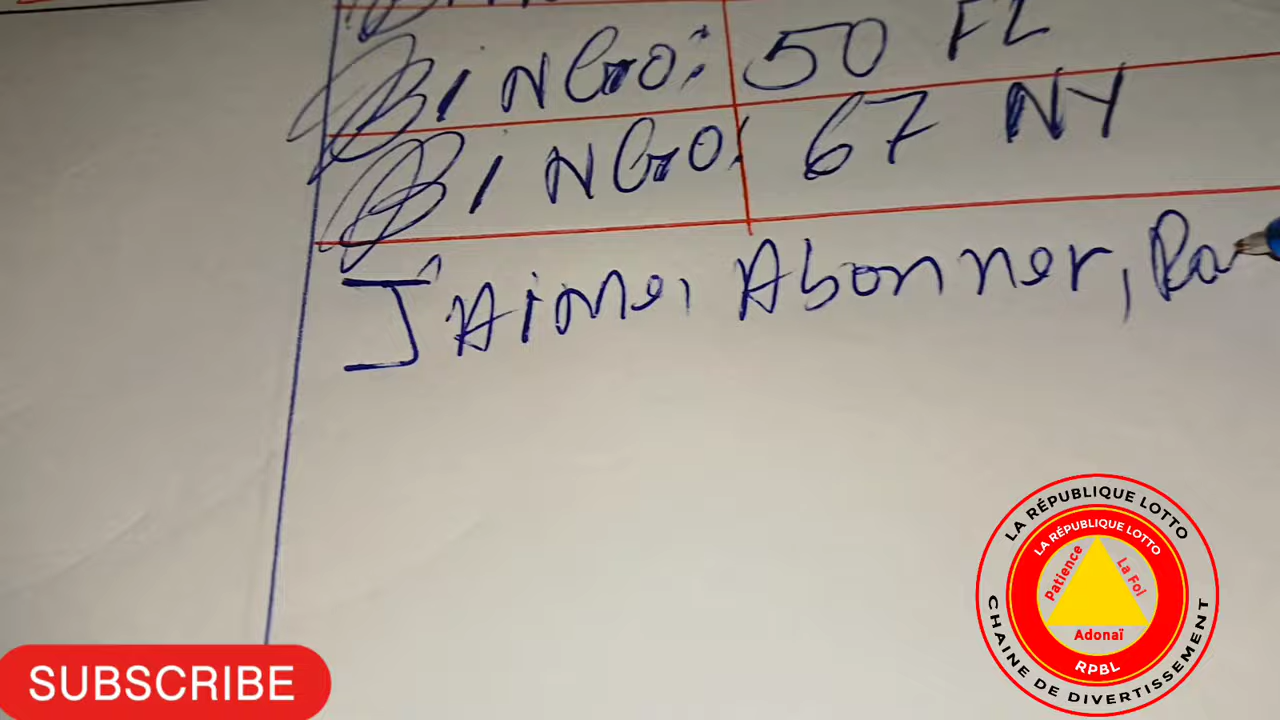 BiNGO: 50 FL
BiNGO: 67 NY
J'Aime, Abonner, Pa
LA RÉPUBLIQUE LOTTO
LA RÉPUBLIQUE LOTTO
Patience
La Foi
Adonaï
RPBL
CHAINE DE DIVERTISSEMENT
SUBSCRIBE